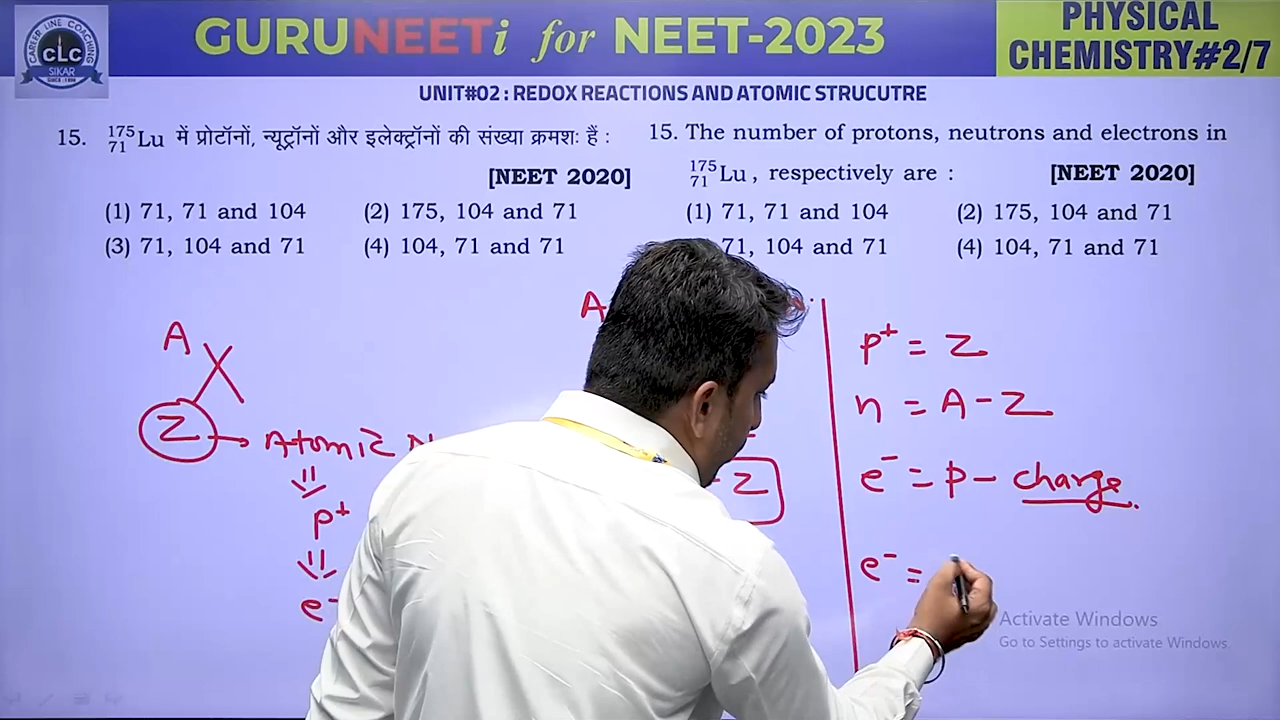 CAREER LINE COACHING
CLC
SIKAR
SINCE : 1996
GURUNEETi for NEET-2023
PHYSICAL
CHEMISTRY#2/7
UNIT#02 : REDOX REACTIONS AND ATOMIC STRUCUTRE
15. ¹⁷⁵₇₁Lu में प्रोटॉनों, न्यूट्रॉनों और इलेक्ट्रॉनों की संख्या क्रमशः हैं :
[NEET 2020]
(1) 71, 71 and 104 (2) 175, 104 and 71
(3) 71, 104 and 71 (4) 104, 71 and 71
15. The number of protons, neutrons and electrons in
¹⁷⁵₇₁Lu, respectively are : [NEET 2020]
(1) 71, 71 and 104 (2) 175, 104 and 71
71, 104 and 71 (4) 104, 71 and 71
A
X
Z → Atomic N
=
p⁺
=
e⁻
A
- Z
p⁺ = Z
n = A - Z
e⁻ = p - charge.
e⁻ =
Activate Windows
Go to Settings to activate Windows.